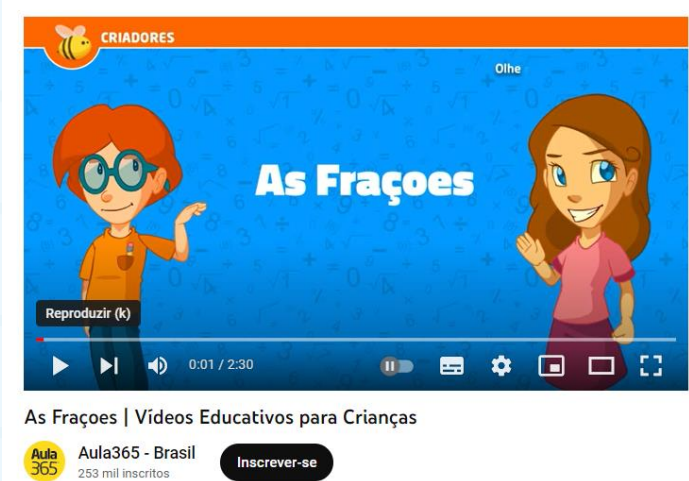 CRIADORES
Olhe
As Fraçoes
Reproduzir (k)
0:01 / 2:30
As Fraçoes | Vídeos Educativos para Crianças
Aula
365
Aula365 - Brasil
253 mil inscritos
Inscrever-se